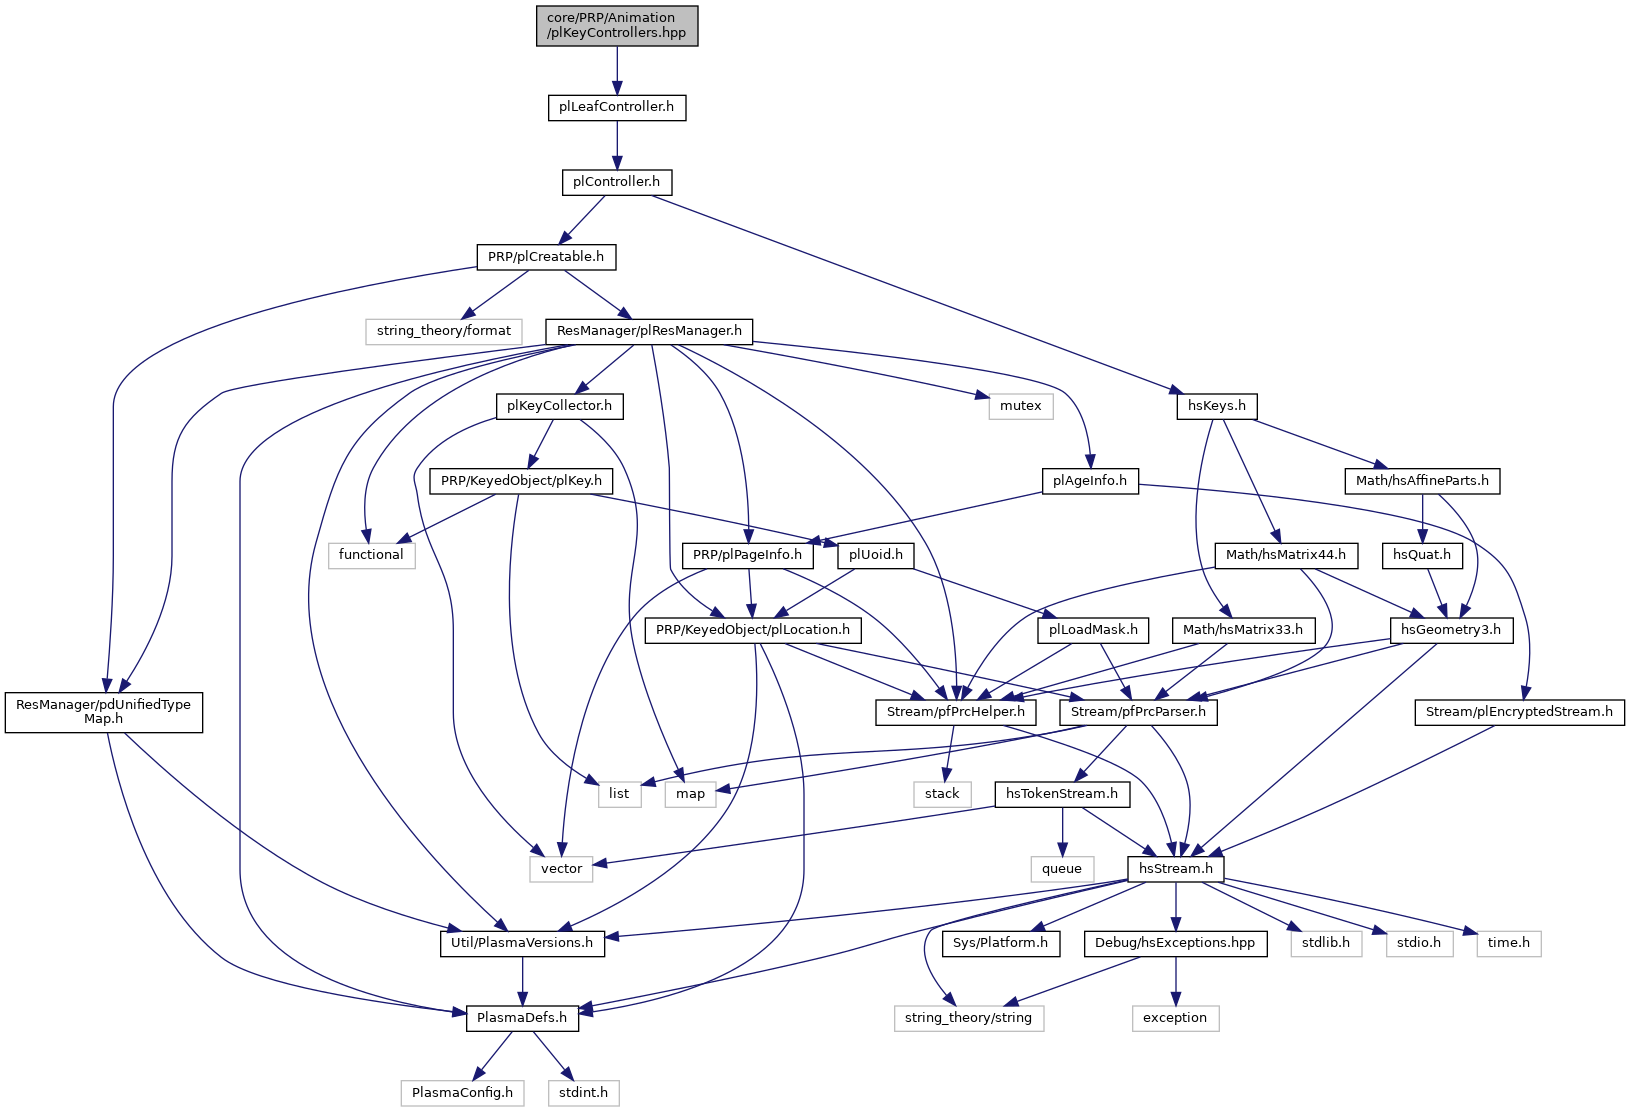 core/PRP/Animation
/plKeyControllers.hpp
plLeafController.h
plController.h
PRP/plCreatable.h
string_theory/format
ResManager/plResManager.h
plKeyCollector.h
mutex
hsKeys.h
PRP/KeyedObject/plKey.h
plAgeInfo.h
Math/hsAffineParts.h
functional
PRP/plPageInfo.h
plUoid.h
Math/hsMatrix44.h
hsQuat.h
PRP/KeyedObject/plLocation.h
plLoadMask.h
Math/hsMatrix33.h
hsGeometry3.h
ResManager/pdUnifiedType
Map.h
Stream/pfPrcHelper.h
Stream/pfPrcParser.h
Stream/plEncryptedStream.h
list
map
stack
hsTokenStream.h
vector
queue
hsStream.h
Util/PlasmaVersions.h
Sys/Platform.h
Debug/hsExceptions.hpp
stdlib.h
stdio.h
time.h
PlasmaDefs.h
string_theory/string
exception
PlasmaConfig.h
stdint.h